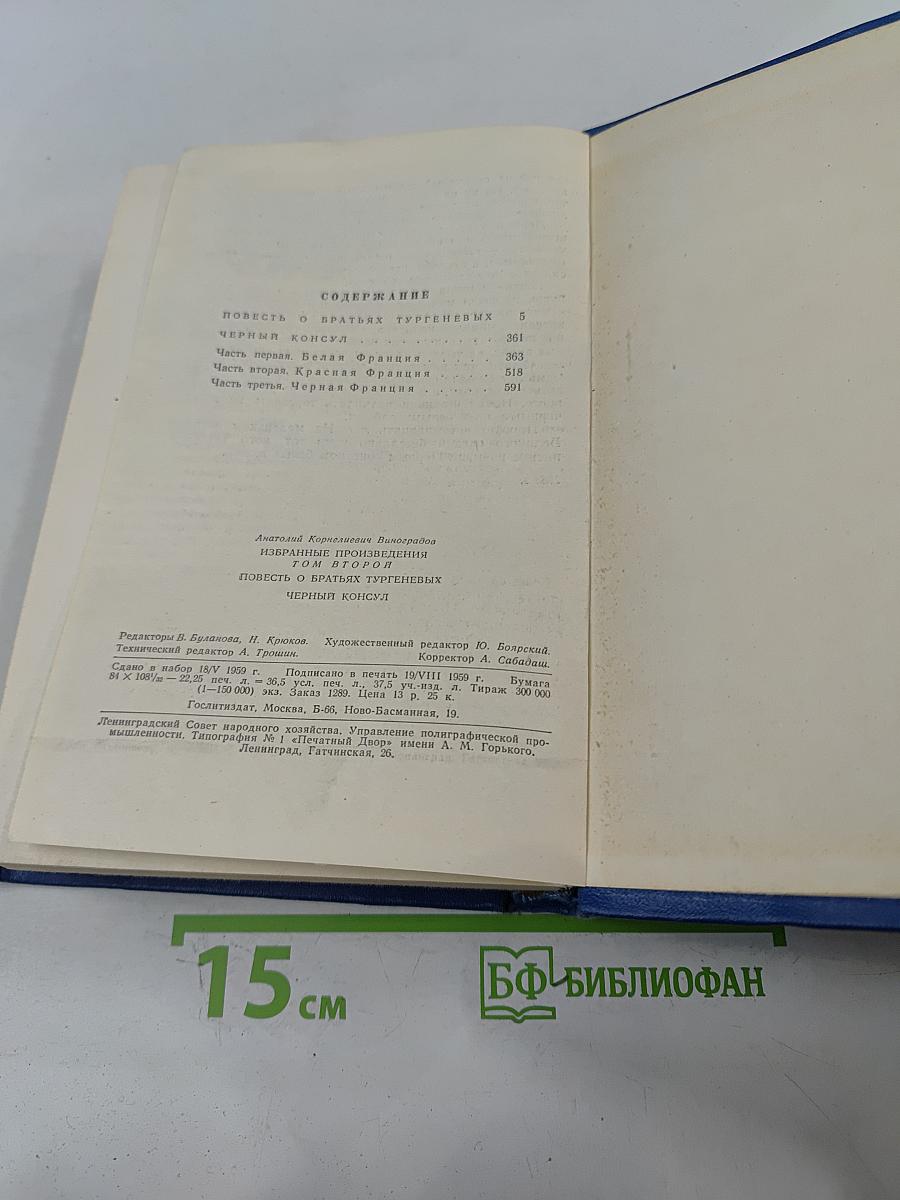 СОДЕРЖАНИЕ
ПОВЕСТЬ О БРАТЬЯХ ТУРГЕНЕВЫХ 5
ЧЕРНЫЙ КОНСУЛ . . . . . . . . . . . 361
Часть первая. Белая Франция . . . . . 363
Часть вторая. Красная Франция . . . . 518
Часть третья. Черная Франция . . . . . 591
Анатолий Корнелиевич Виноградов
ИЗБРАННЫЕ ПРОИЗВЕДЕНИЯ
ТОМ ВТОРОЙ
ПОВЕСТЬ О БРАТЬЯХ ТУРГЕНЕВЫХ
ЧЕРНЫЙ КОНСУЛ
Редакторы В. Буланова, Н. Крюков. Художественный редактор Ю. Боярский.
Технический редактор А. Трошин. Корректор А. Сабадаш.
Сдано в набор 18/V 1959 г. Подписано в печать 19/VIII 1959 г. Бумага
84 × 108¹/₃₂ — 22,25 печ. л. = 36,5 усл. печ. л., 37,5 уч.-изд. л. Тираж 300 000
(1—150 000) экз. Заказ 1289. Цена 13 р. 25 к.
Гослитиздат, Москва, Б-66, Ново-Басманная, 19.
Ленинградский Совет народного хозяйства. Управление полиграфической про-
мышленности. Типография № 1 «Печатный Двор» имени А. М. Горького.
Ленинград, Гатчинская, 26.
15 см
БФ БИБЛИОФАН